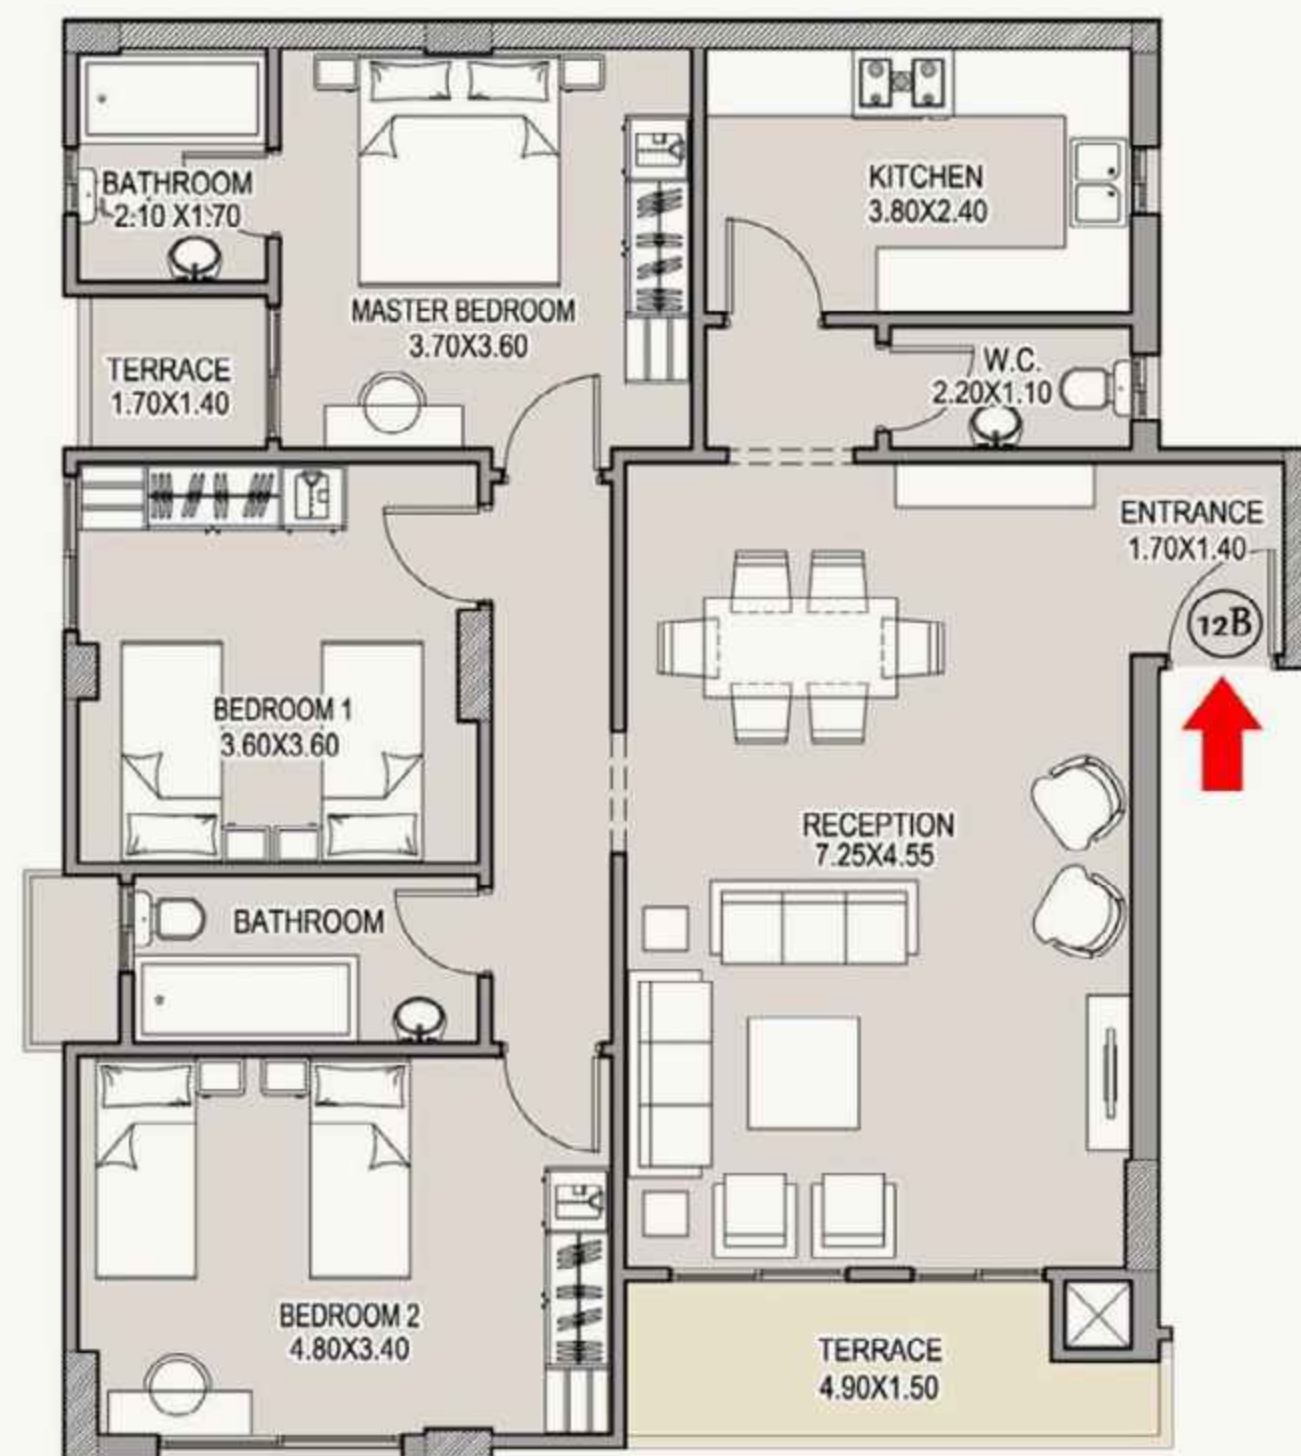 BATHROOM
2.10 X1.70
MASTER BEDROOM
3.70X3.60
KITCHEN
3.80X2.40
TERRACE
1.70X1.40
W.C.
2.20X1.10
ENTRANCE
1.70X1.40
12B
BEDROOM 1
3.60X3.60
RECEPTION
7.25X4.55
BATHROOM
BEDROOM 2
4.80X3.40
TERRACE
4.90X1.50